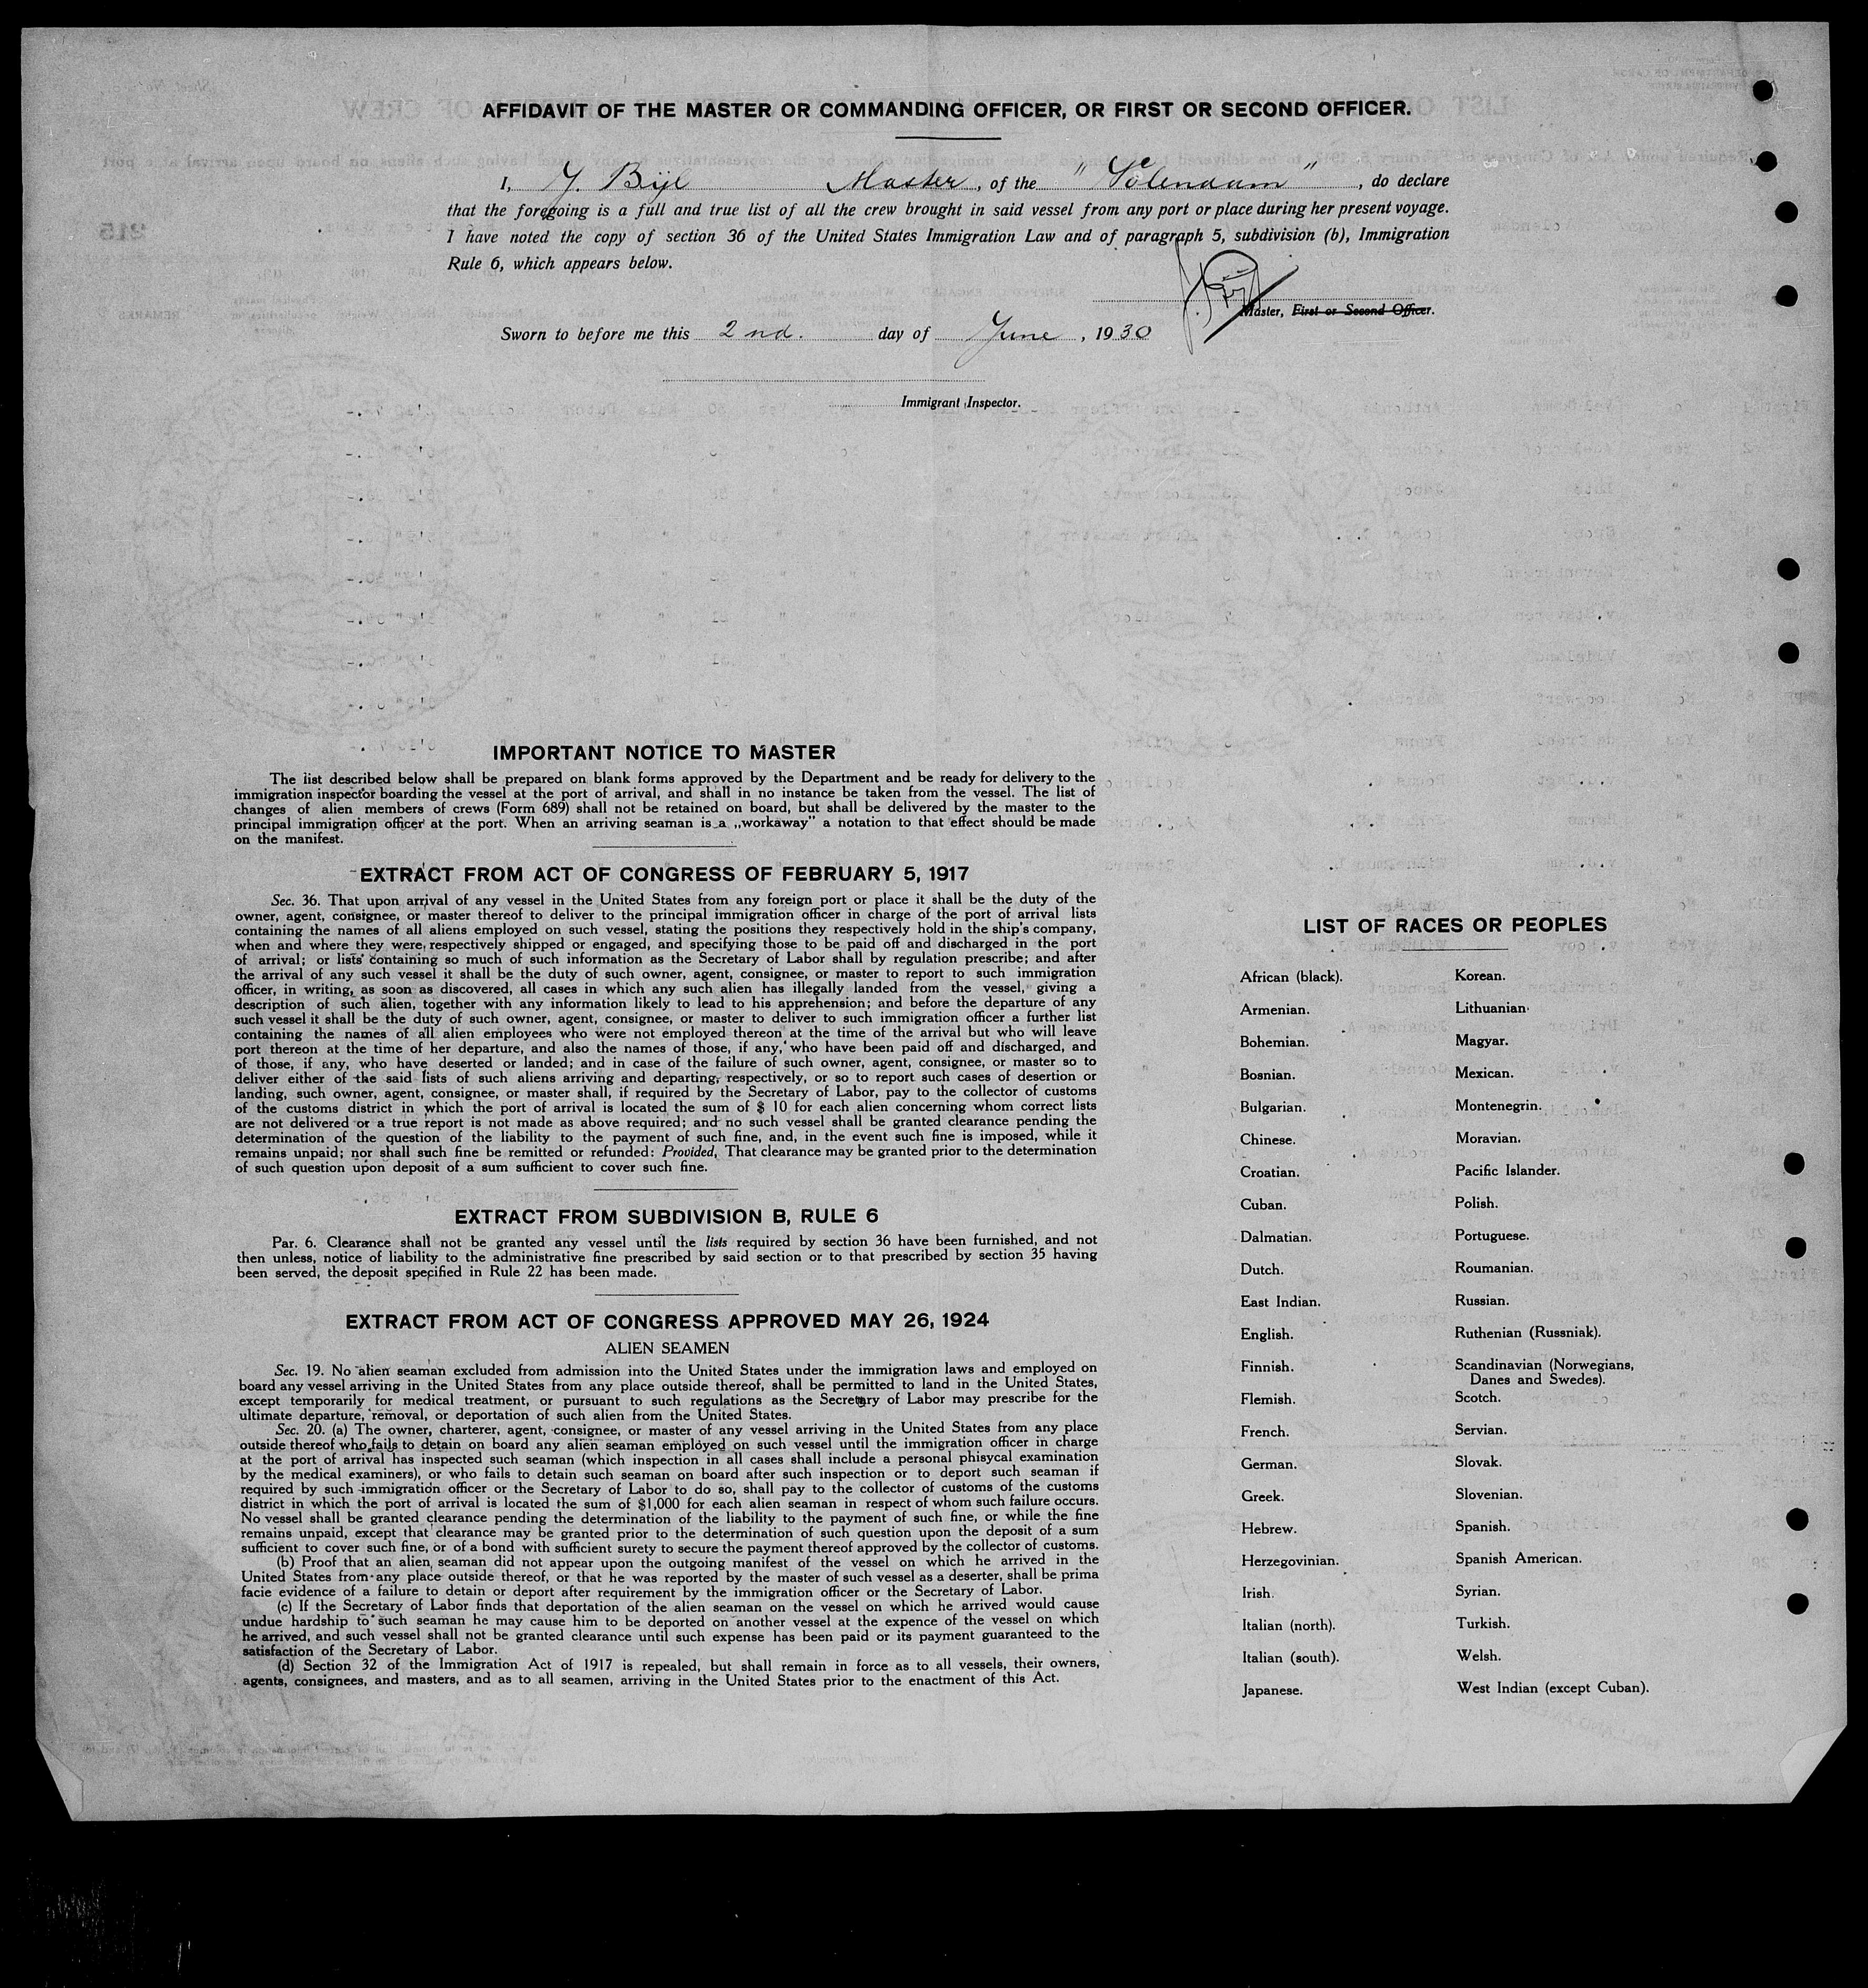 AFFIDAVIT OF THE MASTER OR COMMANDING OFFICER, OR FIRST OR SECOND OFFICER.
I, J. Bijl Master, of the "Volendam", do declare
that the foregoing is a full and true list of all the crew brought in said vessel from any port or place during her present voyage.
I have noted the copy of section 36 of the United States Immigration Law and of paragraph 5, subdivision (b), Immigration
Rule 6, which appears below.
Master, First or Second Officer.
Sworn to before me this 2nd. day of June, 1930
Immigrant Inspector.
IMPORTANT NOTICE TO MASTER
The list described below shall be prepared on blank forms approved by the Department and be ready for delivery to the
immigration inspector boarding the vessel at the port of arrival, and shall in no instance be taken from the vessel. The list of
changes of alien members of crews (Form 689) shall not be retained on board, but shall be delivered by the master to the
principal immigration officer at the port. When an arriving seaman is a „workaway" a notation to that effect should be made
on the manifest.
EXTRACT FROM ACT OF CONGRESS OF FEBRUARY 5, 1917
Sec. 36. That upon arrival of any vessel in the United States from any foreign port or place it shall be the duty of the
owner, agent, consignee, or master thereof to deliver to the principal immigration officer in charge of the port of arrival lists
containing the names of all aliens employed on such vessel, stating the positions they respectively hold in the ship's company,
when and where they were respectively shipped or engaged, and specifying those to be paid off and discharged in the port
of arrival; or lists containing so much of such information as the Secretary of Labor shall by regulation prescribe; and after
the arrival of any such vessel it shall be the duty of such owner, agent, consignee, or master to report to such immigration
officer, in writing, as soon as discovered, all cases in which any such alien has illegally landed from the vessel, giving a
description of such alien, together with any information likely to lead to his apprehension; and before the departure of any
such vessel it shall be the duty of such owner, agent, consignee, or master to deliver to such immigration officer a further list
containing the names of all alien employees who were not employed thereon at the time of the arrival but who will leave
port thereon at the time of her departure, and also the names of those, if any, who have been paid off and discharged, and
of those, if any, who have deserted or landed; and in case of the failure of such owner, agent, consignee, or master so to
deliver either of the said lists of such aliens arriving and departing, respectively, or so to report such cases of desertion or
landing, such owner, agent, consignee, or master shall, if required by the Secretary of Labor, pay to the collector of customs
of the customs district in which the port of arrival is located the sum of $ 10 for each alien concerning whom correct lists
are not delivered or a true report is not made as above required; and no such vessel shall be granted clearance pending the
determination of the question of the liability to the payment of such fine, and, in the event such fine is imposed, while it
remains unpaid; nor shall such fine be remitted or refunded: Provided, That clearance may be granted prior to the determination
of such question upon deposit of a sum sufficient to cover such fine.
EXTRACT FROM SUBDIVISION B, RULE 6
Par. 6. Clearance shall not be granted any vessel until the lists required by section 36 have been furnished, and not
then unless, notice of liability to the administrative fine prescribed by said section or to that prescribed by section 35 having
been served, the deposit specified in Rule 22 has been made.
EXTRACT FROM ACT OF CONGRESS APPROVED MAY 26, 1924
ALIEN SEAMEN
Sec. 19. No alien seaman excluded from admission into the United States under the immigration laws and employed on
board any vessel arriving in the United States from any place outside thereof, shall be permitted to land in the United States,
except temporarily for medical treatment, or pursuant to such regulations as the Secretary of Labor may prescribe for the
ultimate departure, removal, or deportation of such alien from the United States.
Sec. 20. (a) The owner, charterer, agent, consignee, or master of any vessel arriving in the United States from any place
outside thereof who fails to detain on board any alien seaman employed on such vessel until the immigration officer in charge
at the port of arrival has inspected such seaman (which inspection in all cases shall include a personal phisycal examination
by the medical examiners), or who fails to detain such seaman on board after such inspection or to deport such seaman if
required by such immigration officer or the Secretary of Labor to do so, shall pay to the collector of customs of the customs
district in which the port of arrival is located the sum of $1,000 for each alien seaman in respect of whom such failure occurs.
No vessel shall be granted clearance pending the determination of the liability to the payment of such fine, or while the fine
remains unpaid, except that clearance may be granted prior to the determination of such question upon the deposit of a sum
sufficient to cover such fine, or of a bond with sufficient surety to secure the payment thereof approved by the collector of customs.
(b) Proof that an alien seaman did not appear upon the outgoing manifest of the vessel on which he arrived in the
United States from any place outside thereof, or that he was reported by the master of such vessel as a deserter, shall be prima
facie evidence of a failure to detain or deport after requirement by the immigration officer or the Secretary of Labor.
(c) If the Secretary of Labor finds that deportation of the alien seaman on the vessel on which he arrived would cause
undue hardship to such seaman he may cause him to be deported on another vessel at the expence of the vessel on which
he arrived, and such vessel shall not be granted clearance until such expense has been paid or its payment guaranteed to the
satisfaction of the Secretary of Labor.
(d) Section 32 of the Immigration Act of 1917 is repealed, but shall remain in force as to all vessels, their owners,
agents, consignees, and masters, and as to all seamen, arriving in the United States prior to the enactment of this Act.
LIST OF RACES OR PEOPLES
African (black).
Armenian.
Bohemian.
Bosnian.
Bulgarian.
Chinese.
Croatian.
Cuban.
Dalmatian.
Dutch.
East Indian.
English.
Finnish.
Flemish.
French.
German.
Greek.
Hebrew.
Herzegovinian.
Irish.
Italian (north).
Italian (south).
Japanese.
Korean.
Lithuanian.
Magyar.
Mexican.
Montenegrin.
Moravian.
Pacific Islander.
Polish.
Portuguese.
Roumanian.
Russian.
Ruthenian (Russniak).
Scandinavian (Norwegians,
Danes and Swedes).
Scotch.
Servian.
Slovak.
Slovenian.
Spanish.
Spanish American.
Syrian.
Turkish.
Welsh.
West Indian (except Cuban).